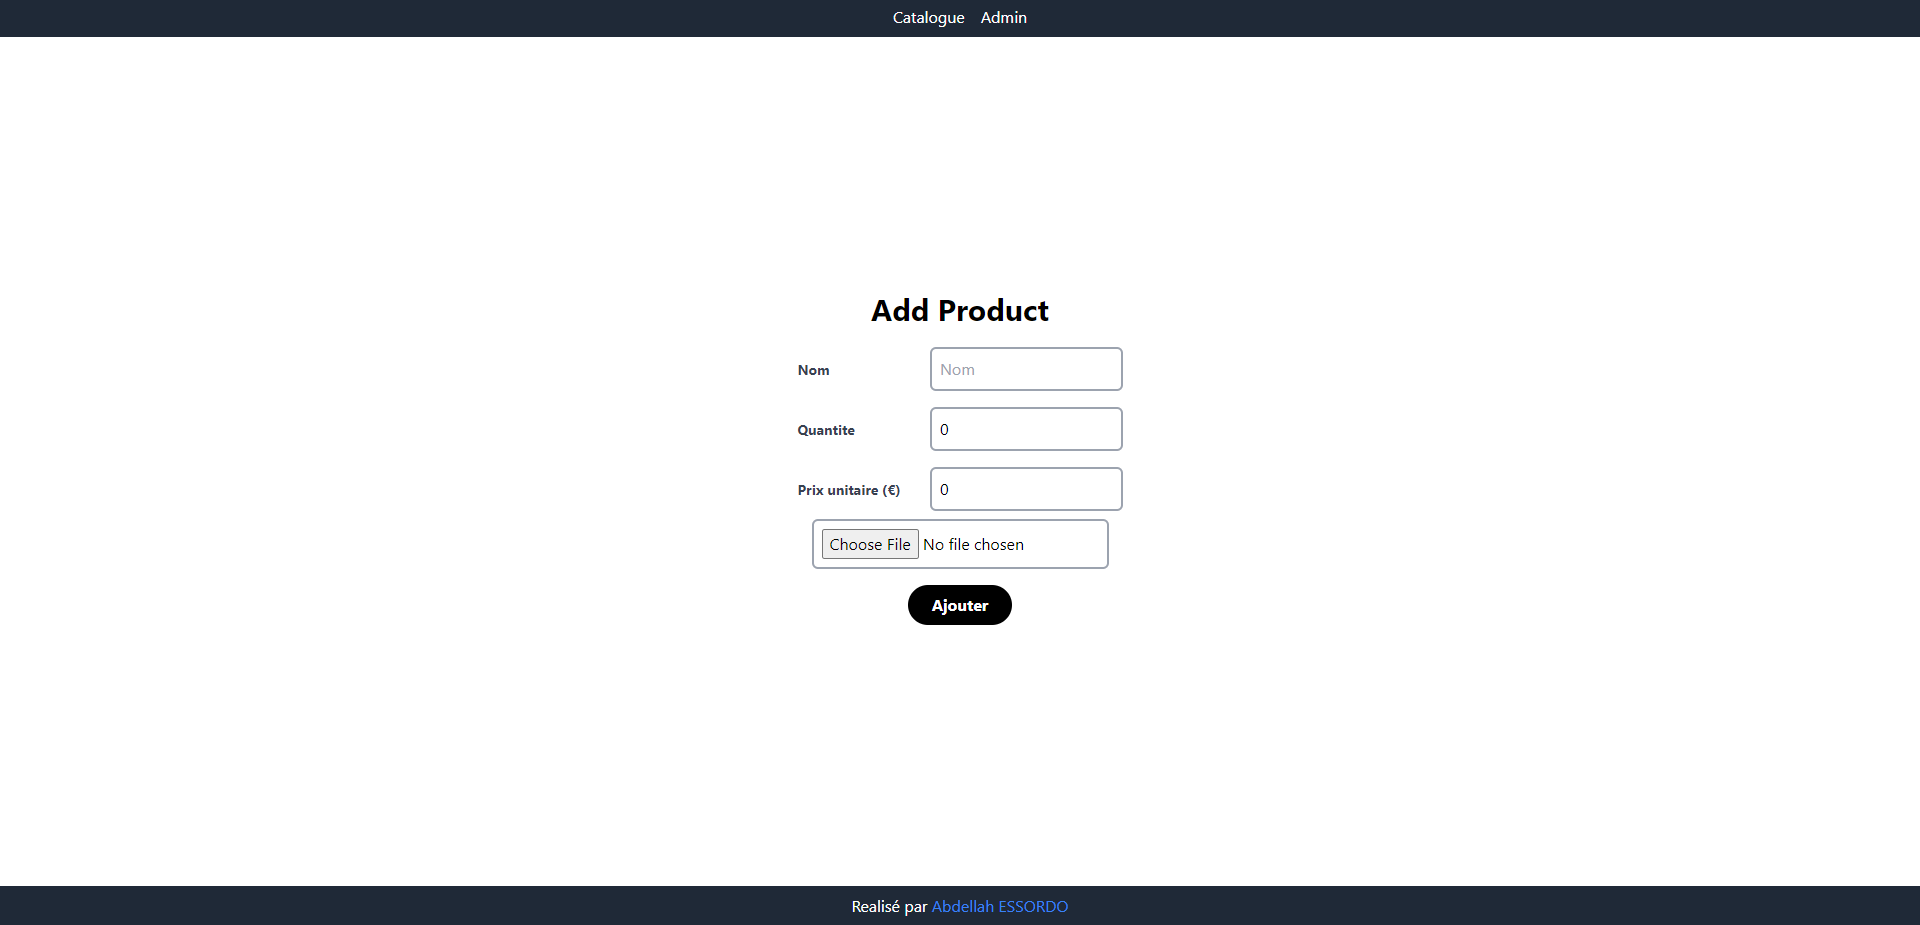 Catalogue Admin
Add Product
Nom Nom
Quantite 0
Prix unitaire (€) 0
Choose File No file chosen
Ajouter
Realisé par Abdellah ESSORDO